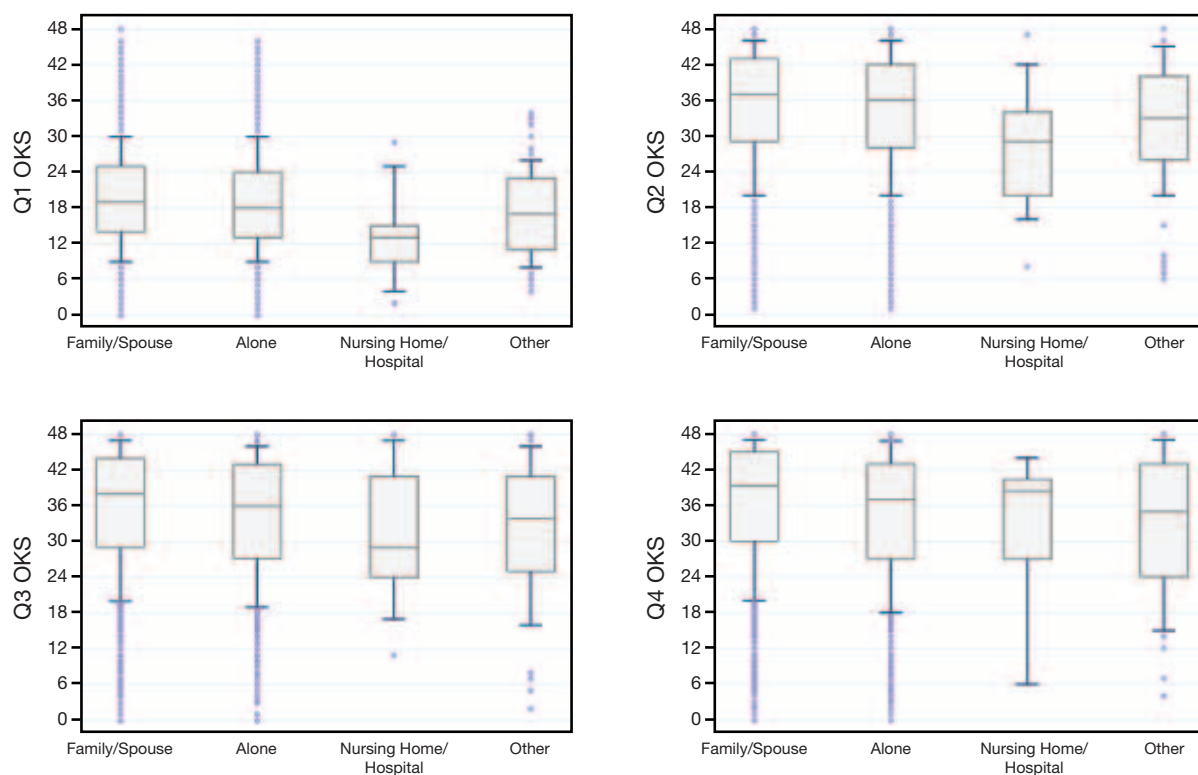 48
42
36
30
24
18
12
6
0
Q1 OKS
Family/Spouse
Alone
Nursing Home/
Hospital
Other
48
42
36
30
24
18
12
6
0
Q2 OKS
Family/Spouse
Alone
Nursing Home/
Hospital
Other
48
42
36
30
24
18
12
6
0
Q3 OKS
Family/Spouse
Alone
Nursing Home/
Hospital
Other
48
42
36
30
24
18
12
6
0
Q4 OKS
Family/Spouse
Alone
Nursing Home/
Hospital
Other